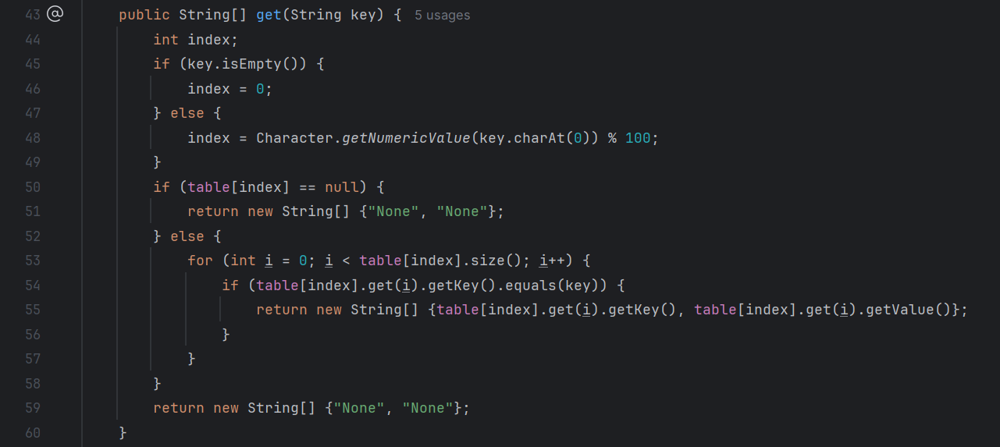 43 @ public String[] get(String key) { 5 usages
44 int index;
45 if (key.isEmpty()) {
46 index = 0;
47 } else {
48 index = Character.getNumericValue(key.charAt(0)) % 100;
49 }
50 if (table[index] == null) {
51 return new String[] {"None", "None"};
52 } else {
53 for (int i = 0; i < table[index].size(); i++) {
54 if (table[index].get(i).getKey().equals(key)) {
55 return new String[] {table[index].get(i).getKey(), table[index].get(i).getValue()};
56 }
57 }
58 }
59 return new String[] {"None", "None"};
60 }